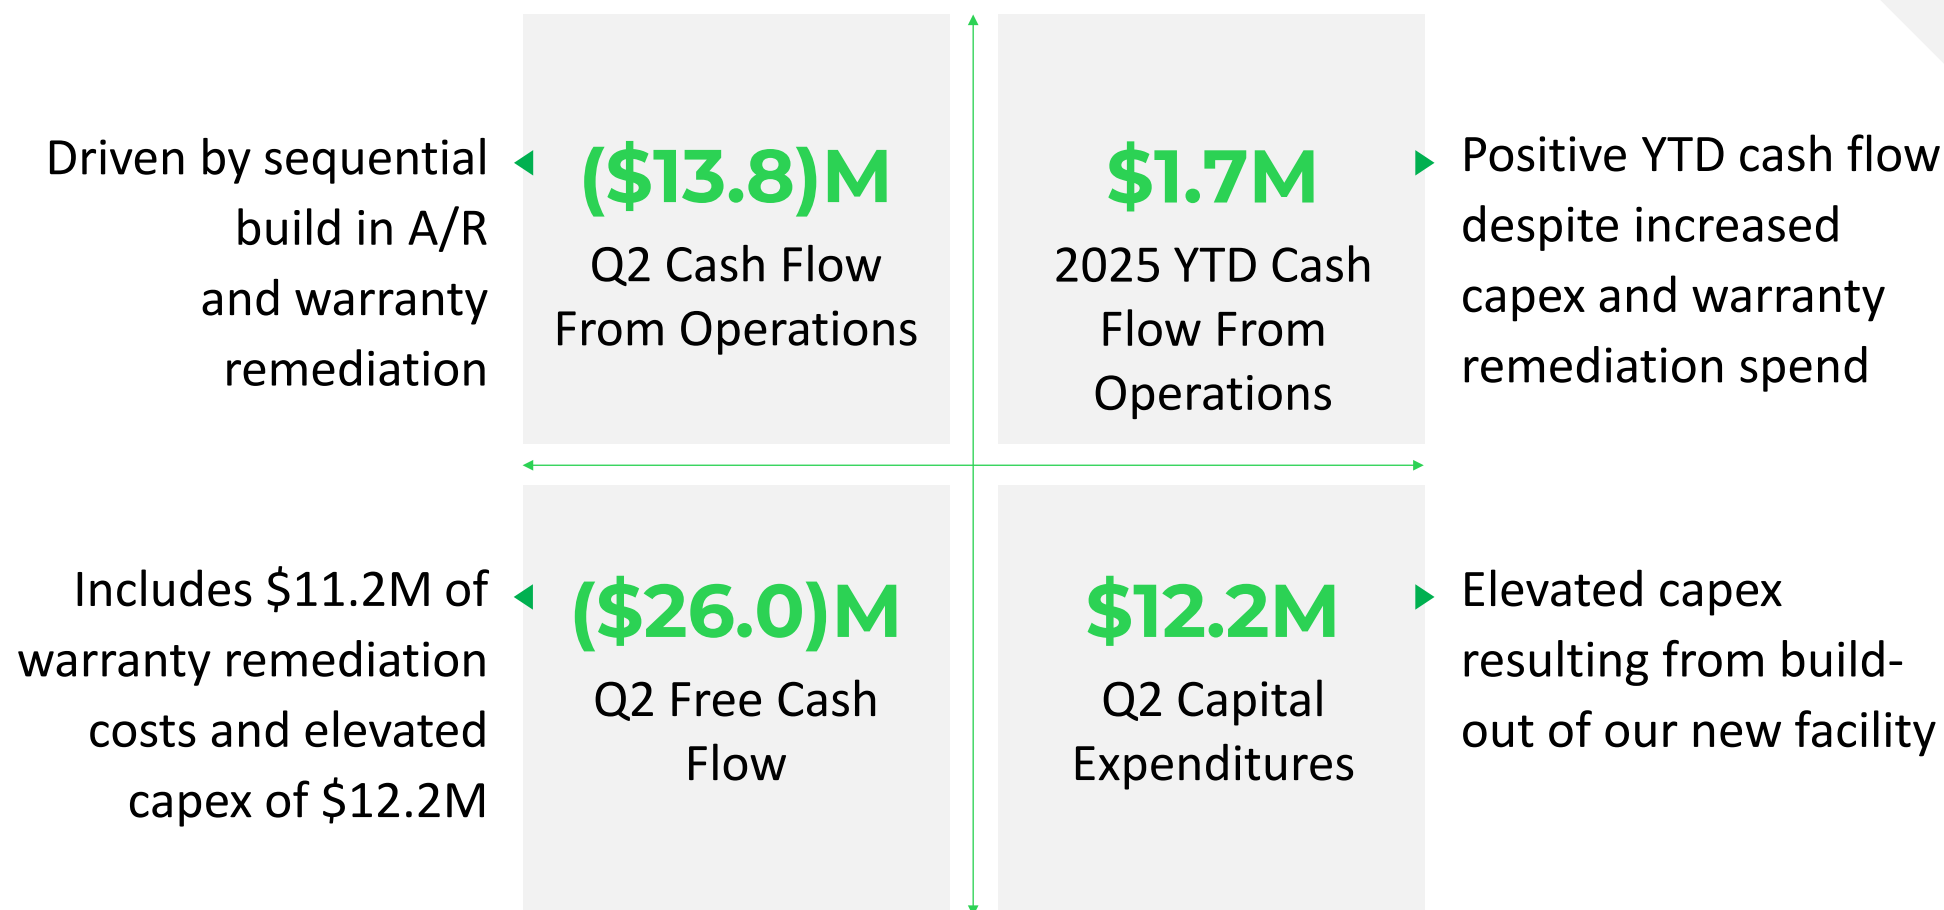 Driven by sequential
build in A/R
and warranty
remediation
($13.8)M
Q2 Cash Flow
From Operations
$1.7M
2025 YTD Cash
Flow From
Operations
Positive YTD cash flow
despite increased
capex and warranty
remediation spend
Includes $11.2M of
warranty remediation
costs and elevated
capex of $12.2M
($26.0)M
Q2 Free Cash
Flow
$12.2M
Q2 Capital
Expenditures
Elevated capex
resulting from build-
out of our new facility